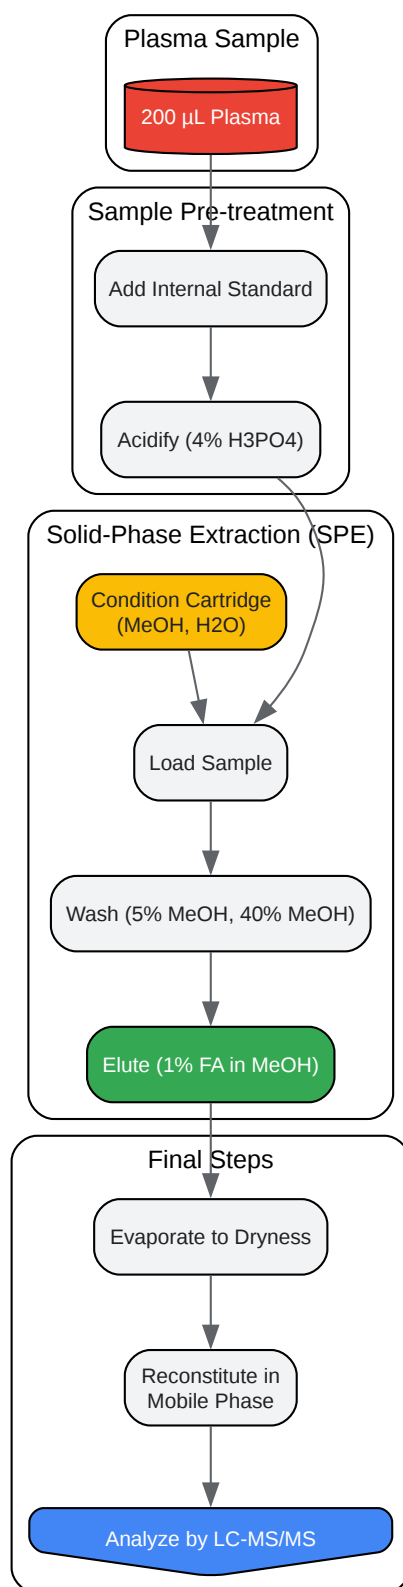 Plasma Sample
200 µL Plasma
Sample Pre-treatment
Add Internal Standard
Acidify (4% H3PO4)
Solid-Phase Extraction (SPE)
Condition Cartridge
(MeOH, H2O)
Load Sample
Wash (5% MeOH, 40% MeOH)
Elute (1% FA in MeOH)
Final Steps
Evaporate to Dryness
Reconstitute in
Mobile Phase
Analyze by LC-MS/MS